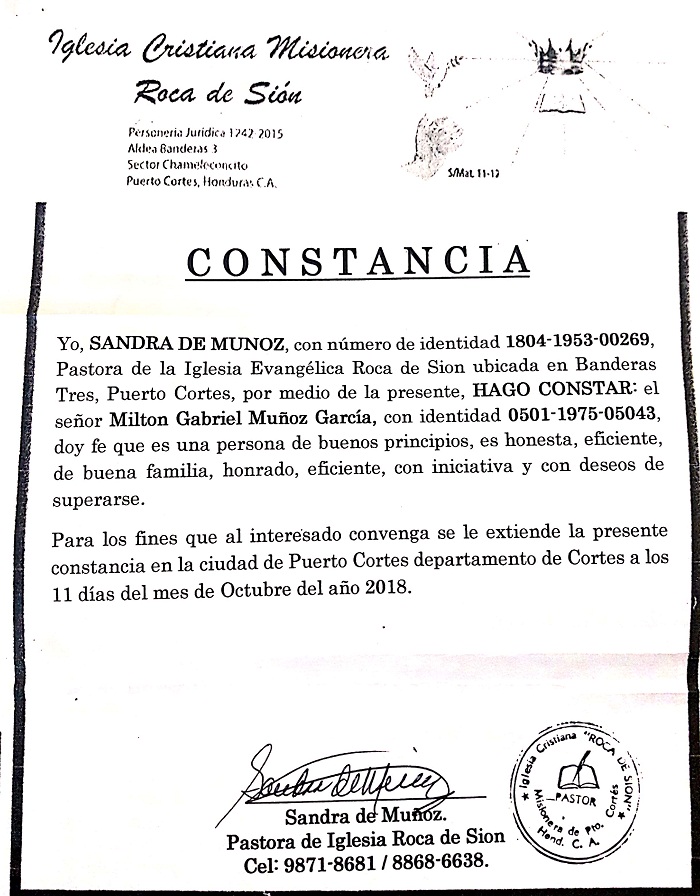 Iglesia Cristiana Misionera
Roca de Sión
Personeria Juridica 1242-2015
Aldea Banderas 3
Sector Chameleconcito
Puerto Cortes, Honduras C.A.
S/Mat. 11-12
CONSTANCIA
Yo, SANDRA DE MUNOZ, con número de identidad 1804-1953-00269,
Pastora de la Iglesia Evangélica Roca de Sion ubicada en Banderas
Tres, Puerto Cortes, por medio de la presente, HAGO CONSTAR: el
señor Milton Gabriel Muñoz García, con identidad 0501-1975-05043,
doy fe que es una persona de buenos principios, es honesta, eficiente,
de buena familia, honrado, eficiente, con iniciativa y con deseos de
superarse.
Para los fines que al interesado convenga se le extiende la presente
constancia en la ciudad de Puerto Cortes departamento de Cortes a los
11 días del mes de Octubre del año 2018.
Sandra de Muñoz.
Pastora de Iglesia Roca de Sion
Cel: 9871-8681 / 8868-6638.
Iglesia Cristiana "ROCA DE SION"
PASTOR
Misionera de Pto. Cortés
Hond. C. A.